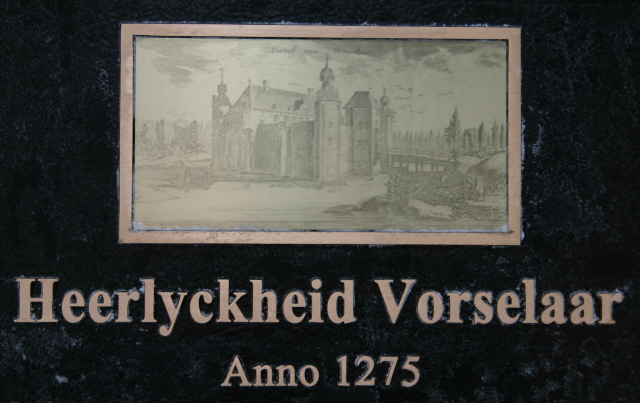 Heerlyckheid Vorselaar
Anno 1275